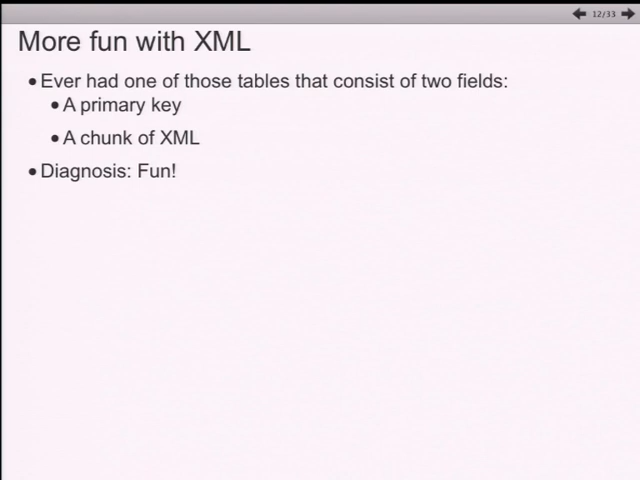 12/33
More fun with XML
•Ever had one of those tables that consist of two fields:
•A primary key
•A chunk of XML
•Diagnosis: Fun!